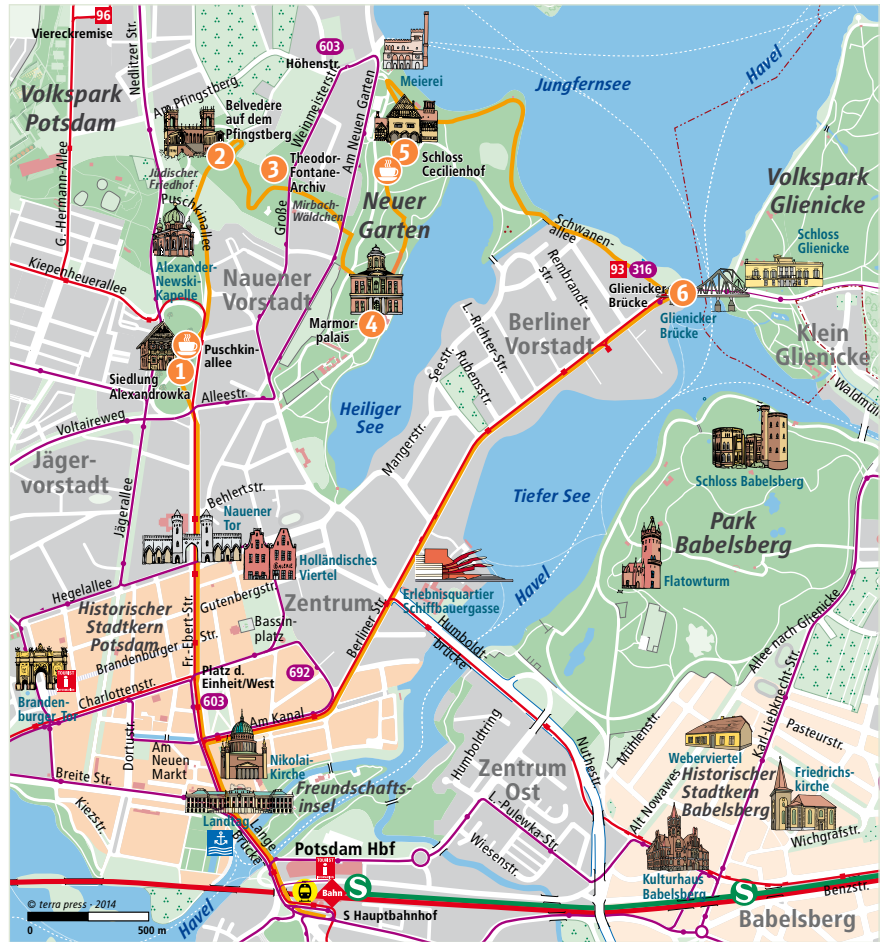 96
Viereckremise
Nedlitzer Str.
603
Höhenstr.
Meierei
Jungfernsee
Havel
Volkspark
Potsdam
Am Pfingstberg
Belvedere
auf dem
Pfingstberg
2
Weinmeisterstr.
Große
Am Neuen Garten
3
Theodor-
Fontane-
Archiv
5
Schloss
Cecilienhof
G.-Hermann-Allee
Jüdischer
Friedhof
Puschkinallee
Mirbach-
Wäldchen
Neuer
Garten
Volkspark
Glienicke
Schloss
Glienicke
Schwanen-
allee
Kiepenheuerallee
Alexander-
Newski-
Kapelle
Nauener
Vorstadt
Rembrandt-
str.
93
316
Glienicker
Brücke
6
Glienicker
Brücke
Marmor-
palais
4
L.-Richter-Str.
Berliner
Vorstadt
Klein
Glienicke
Puschkin-
allee
1
Siedlung
Alexandrowka
Seestr.
Rubensstr.
Waldmü
Alleestr.
Voltaireweg
Heiliger
See
Mangerstr.
Jäger-
vorstadt
Jägerallee
Schloss Babelsberg
Behlertstr.
Nauener
Tor
Tiefer See
Park
Babelsberg
Holländisches
Viertel
Flatowturm
Hegelallee
Historischer
Stadtkern
Potsdam
Gutenbergstr.
Zentrum
Erlebnisquartier
Schiffbauergasse
Havel
Bassin-
platz
Berliner Str.
Humboldt-
brücke
Allee nach Glienicke
Brandenburger Str.
Fr.-Ebert-Str.
Platz d.
Einheit/West
692
603
TOURIST
i
Branden-
burger Tor
Charlottenstr.
Am Kanal
Dortustr.
Am
Neuen
Markt
Nikolai-
Kirche
Humboldtring
Nuthestr.
Mühlenstr.
Karl-Liebknecht-Str.
Pasteurstr.
Weberviertel
Breite Str.
Freundschafts-
insel
Zentrum
Ost
Alt Nowawes
Historischer
Stadtkern
Babelsberg
Friedrichs-
kirche
Kiezstr.
Landtag
Lange
Brücke
L.-Pulewka-Str.
Wiesenstr.
Wichgrafstr.
Potsdam Hbf
TOURIST
i
Bahn
S
Kulturhaus
Babelsberg
S
Benzstr.
© terra press · 2014
0
500 m
Havel
S Hauptbahnhof
Babelsberg